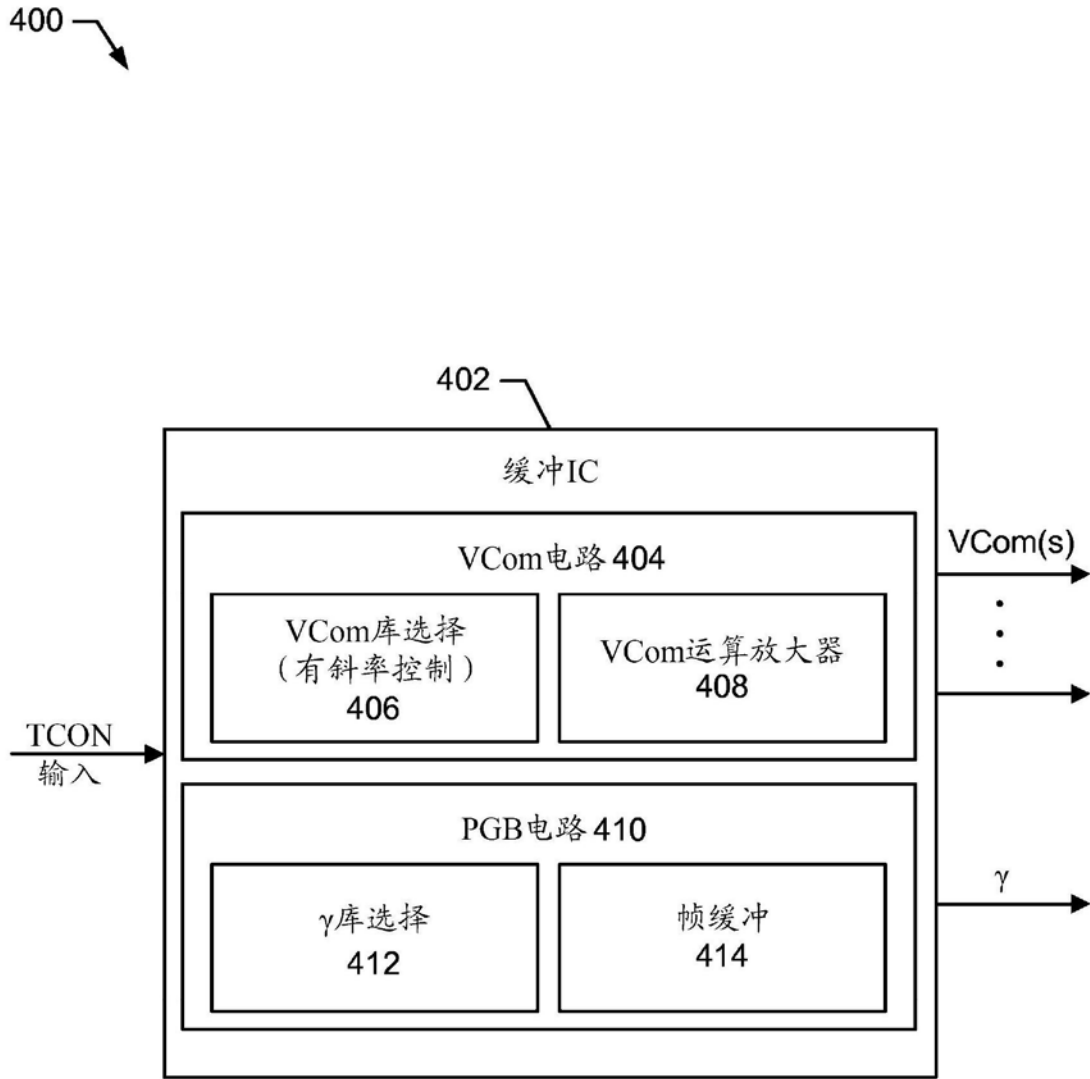 400
402
缓冲IC
VCom电路 404
VCom(s)
VCom库选择
(有斜率控制)
406
VCom运算放大器
408
TCON
输入
PGB电路 410
γ库选择
412
帧缓冲
414
γ